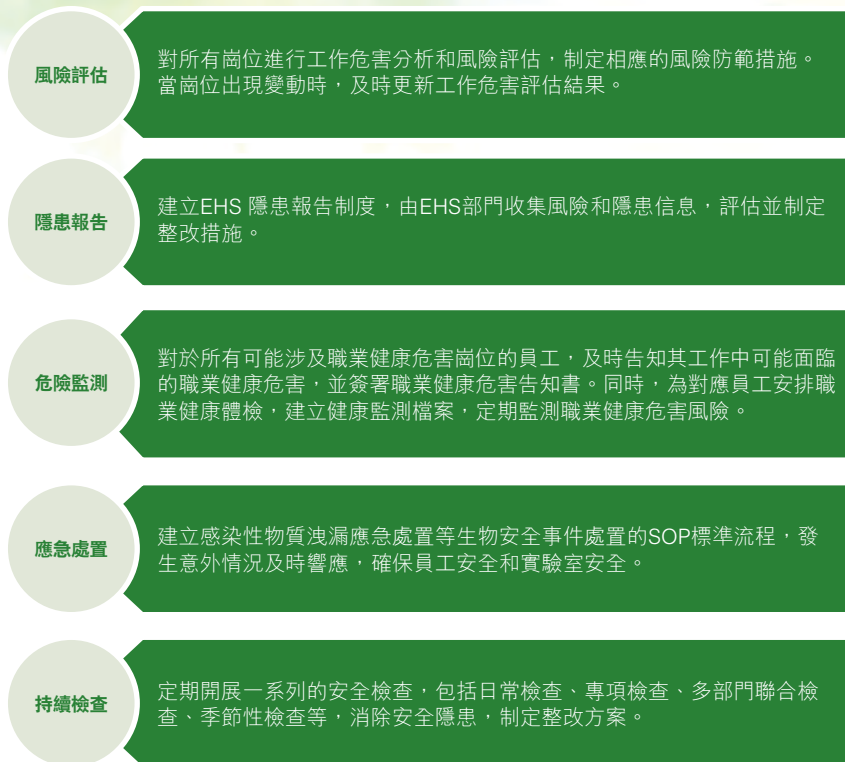 風險評估
對所有崗位進行工作危害分析和風險評估，制定相應的風險防範措施。
當崗位出現變動時，及時更新工作危害評估結果。
隱患報告
建立EHS 隱患報告制度，由EHS部門收集風險和隱患信息，評估並制定
整改措施。
危險監測
對於所有可能涉及職業健康危害崗位的員工，及時告知其工作中可能面臨
的職業健康危害，並簽署職業健康危害告知書。同時，為對應員工安排職
業健康體檢，建立健康監測檔案，定期監測職業健康危害風險。
應急處置
建立感染性物質洩漏應急處置等生物安全事件處置的SOP標準流程，發
生意外情況及時響應，確保員工安全和實驗室安全。
持續檢查
定期開展一系列的安全檢查，包括日常檢查、專項檢查、多部門聯合檢
查、季節性檢查等，消除安全隱患，制定整改方案。